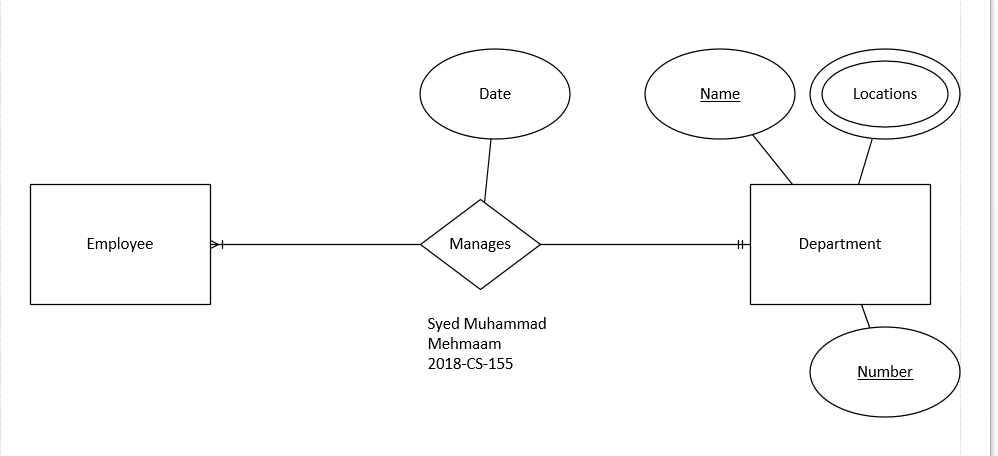 Date
Name
Locations
Employee
Manages
Department
Syed Muhammad
Mehmaam
2018-CS-155
Number